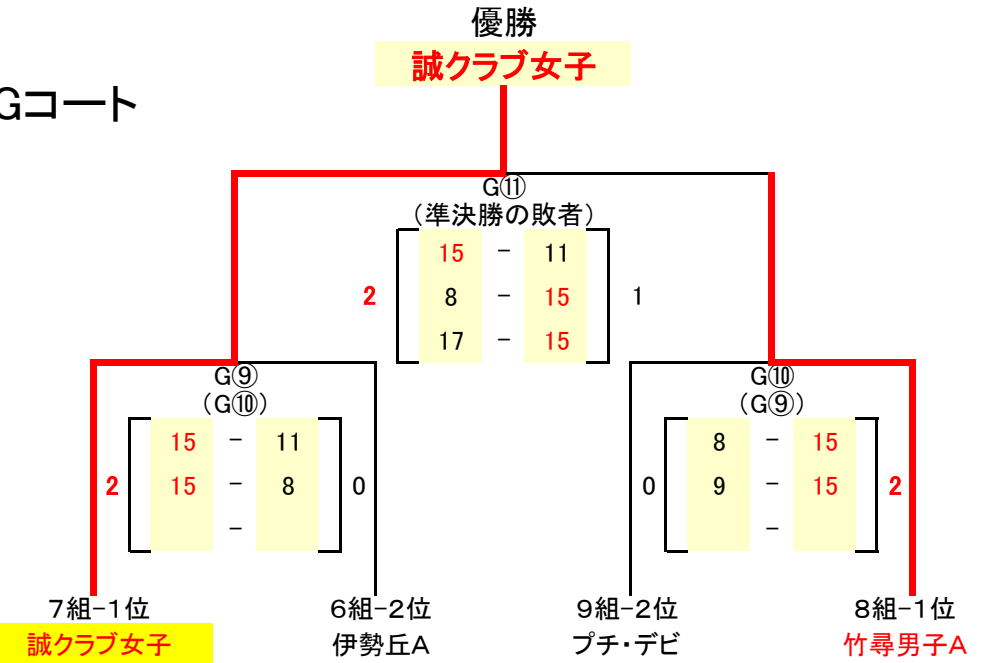 優勝
誠クラブ女子
Gコート
G⑪
（準決勝の敗者）
15 - 11
2 8 - 15 1
17 - 15
G⑨ G⑩
（G⑩） （G⑨）
15 - 11 8 - 15
2 15 - 8 0 0 9 - 15 2
- -
7組-1位 6組-2位 9組-2位 8組-1位
誠クラブ女子 伊勢丘A プチ・デビ 竹尋男子A